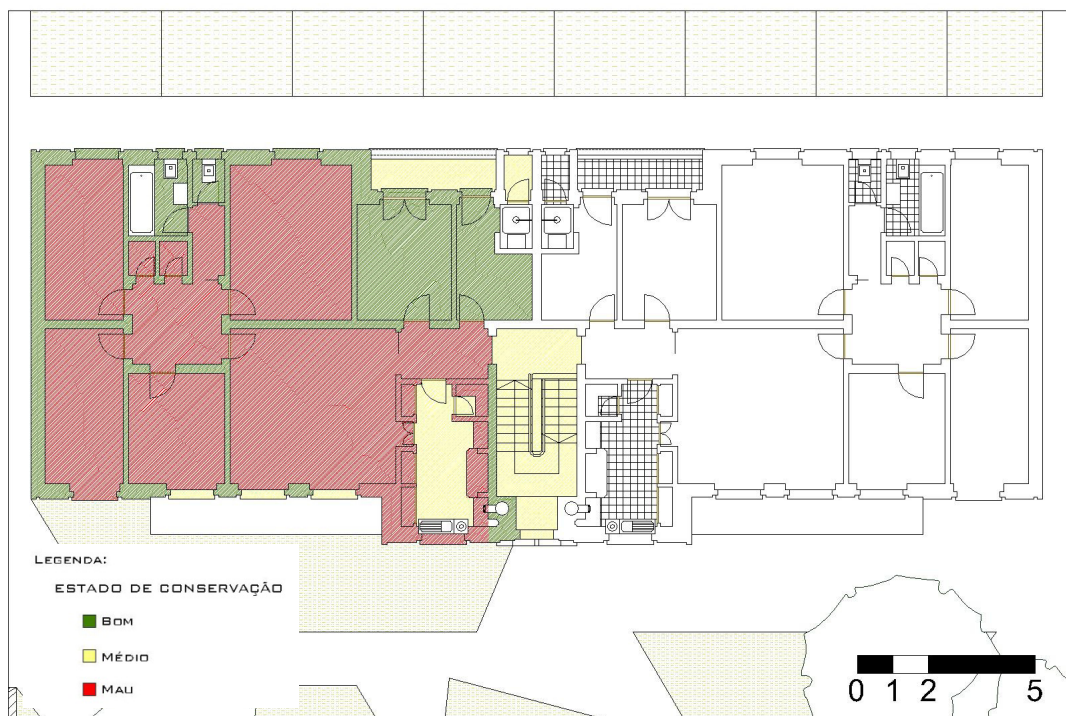 LEGENDA:
ESTADO DE CONSERVAÇÃO
BOM
MÉDIO
MAU
0 1 2 5